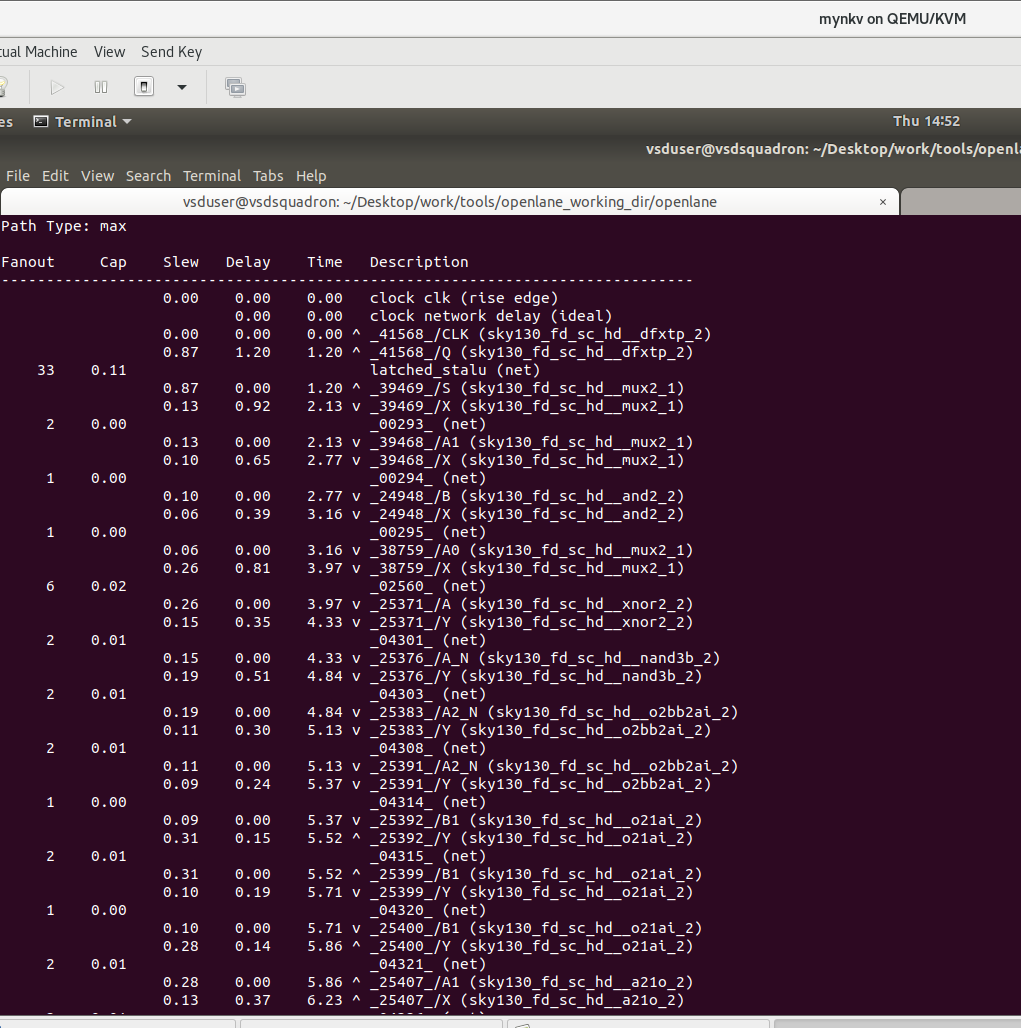 mynkv on QEMU/KVM
tual Machine View Send Key
es Terminal Thu 14:52
vsduser@vsdsquadron: ~/Desktop/work/tools/openla
File Edit View Search Terminal Tabs Help
vsduser@vsdsquadron: ~/Desktop/work/tools/openlane_working_dir/openlane ×
Path Type: max
Fanout Cap Slew Delay Time Description
-----------------------------------------------------------------------------
0.00 0.00 0.00 clock clk (rise edge)
0.00 0.00 clock network delay (ideal)
0.00 0.00 0.00 ^ _41568_/CLK (sky130_fd_sc_hd__dfxtp_2)
0.87 1.20 1.20 ^ _41568_/Q (sky130_fd_sc_hd__dfxtp_2)
33 0.11 latched_stalu (net)
0.87 0.00 1.20 ^ _39469_/S (sky130_fd_sc_hd__mux2_1)
0.13 0.92 2.13 v _39469_/X (sky130_fd_sc_hd__mux2_1)
2 0.00 _00293_ (net)
0.13 0.00 2.13 v _39468_/A1 (sky130_fd_sc_hd__mux2_1)
0.10 0.65 2.77 v _39468_/X (sky130_fd_sc_hd__mux2_1)
1 0.00 _00294_ (net)
0.10 0.00 2.77 v _24948_/B (sky130_fd_sc_hd__and2_2)
0.06 0.39 3.16 v _24948_/X (sky130_fd_sc_hd__and2_2)
1 0.00 _00295_ (net)
0.06 0.00 3.16 v _38759_/A0 (sky130_fd_sc_hd__mux2_1)
0.26 0.81 3.97 v _38759_/X (sky130_fd_sc_hd__mux2_1)
6 0.02 _02560_ (net)
0.26 0.00 3.97 v _25371_/A (sky130_fd_sc_hd__xnor2_2)
0.15 0.35 4.33 v _25371_/Y (sky130_fd_sc_hd__xnor2_2)
2 0.01 _04301_ (net)
0.15 0.00 4.33 v _25376_/A_N (sky130_fd_sc_hd__nand3b_2)
0.19 0.51 4.84 v _25376_/Y (sky130_fd_sc_hd__nand3b_2)
2 0.01 _04303_ (net)
0.19 0.00 4.84 v _25383_/A2_N (sky130_fd_sc_hd__o2bb2ai_2)
0.11 0.30 5.13 v _25383_/Y (sky130_fd_sc_hd__o2bb2ai_2)
2 0.01 _04308_ (net)
0.11 0.00 5.13 v _25391_/A2_N (sky130_fd_sc_hd__o2bb2ai_2)
0.09 0.24 5.37 v _25391_/Y (sky130_fd_sc_hd__o2bb2ai_2)
1 0.00 _04314_ (net)
0.09 0.00 5.37 v _25392_/B1 (sky130_fd_sc_hd__o21ai_2)
0.31 0.15 5.52 ^ _25392_/Y (sky130_fd_sc_hd__o21ai_2)
2 0.01 _04315_ (net)
0.31 0.00 5.52 ^ _25399_/B1 (sky130_fd_sc_hd__o21ai_2)
0.10 0.19 5.71 v _25399_/Y (sky130_fd_sc_hd__o21ai_2)
1 0.00 _04320_ (net)
0.10 0.00 5.71 v _25400_/B1 (sky130_fd_sc_hd__o21ai_2)
0.28 0.14 5.86 ^ _25400_/Y (sky130_fd_sc_hd__o21ai_2)
2 0.01 _04321_ (net)
0.28 0.00 5.86 ^ _25407_/A1 (sky130_fd_sc_hd__a21o_2)
0.13 0.37 6.23 ^ _25407_/X (sky130_fd_sc_hd__a21o_2)